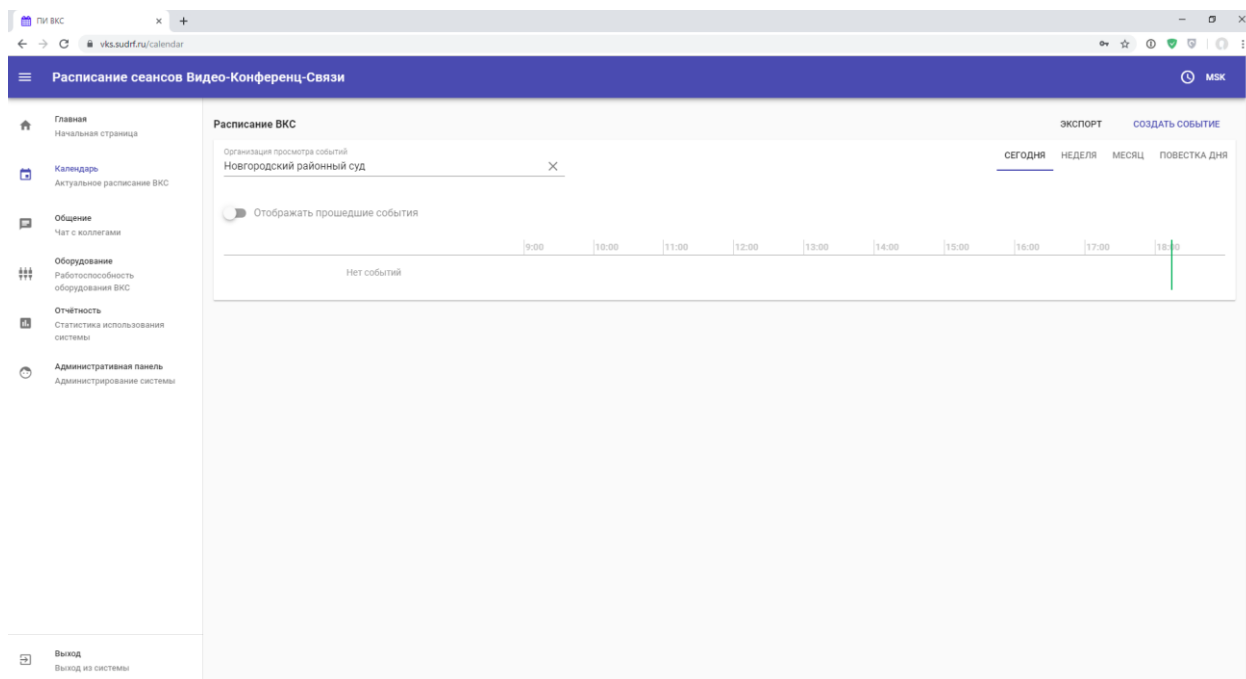 ПИ ВКС
vks.sudrf.ru/calendar
Расписание сеансов Видео-Конференц-Связи
MSK
Главная
Начальная страница
Календарь
Актуальное расписание ВКС
Общение
Чат с коллегами
Оборудование
Работоспособность
оборудования ВКС
Отчётность
Статистика использования
системы
Административная панель
Администрирование системы
Выход
Выход из системы
Расписание ВКС
ЭКСПОРТ
СОЗДАТЬ СОБЫТИЕ
Организация просмотра событий
Новгородский районный суд
СЕГОДНЯ НЕДЕЛЯ МЕСЯЦ ПОВЕСТКА ДНЯ
Отображать прошедшие события
9:00 10:00 11:00 12:00 13:00 14:00 15:00 16:00 17:00 18:00
Нет событий